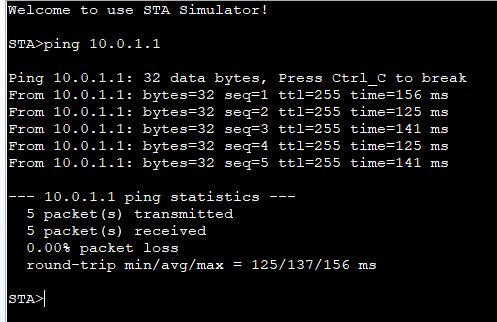 Welcome to use STA Simulator!
STA>ping 10.0.1.1
Ping 10.0.1.1: 32 data bytes, Press Ctrl_C to break
From 10.0.1.1: bytes=32 seq=1 ttl=255 time=156 ms
From 10.0.1.1: bytes=32 seq=2 ttl=255 time=125 ms
From 10.0.1.1: bytes=32 seq=3 ttl=255 time=141 ms
From 10.0.1.1: bytes=32 seq=4 ttl=255 time=125 ms
From 10.0.1.1: bytes=32 seq=5 ttl=255 time=141 ms
--- 10.0.1.1 ping statistics ---
5 packet(s) transmitted
5 packet(s) received
0.00% packet loss
round-trip min/avg/max = 125/137/156 ms
STA>